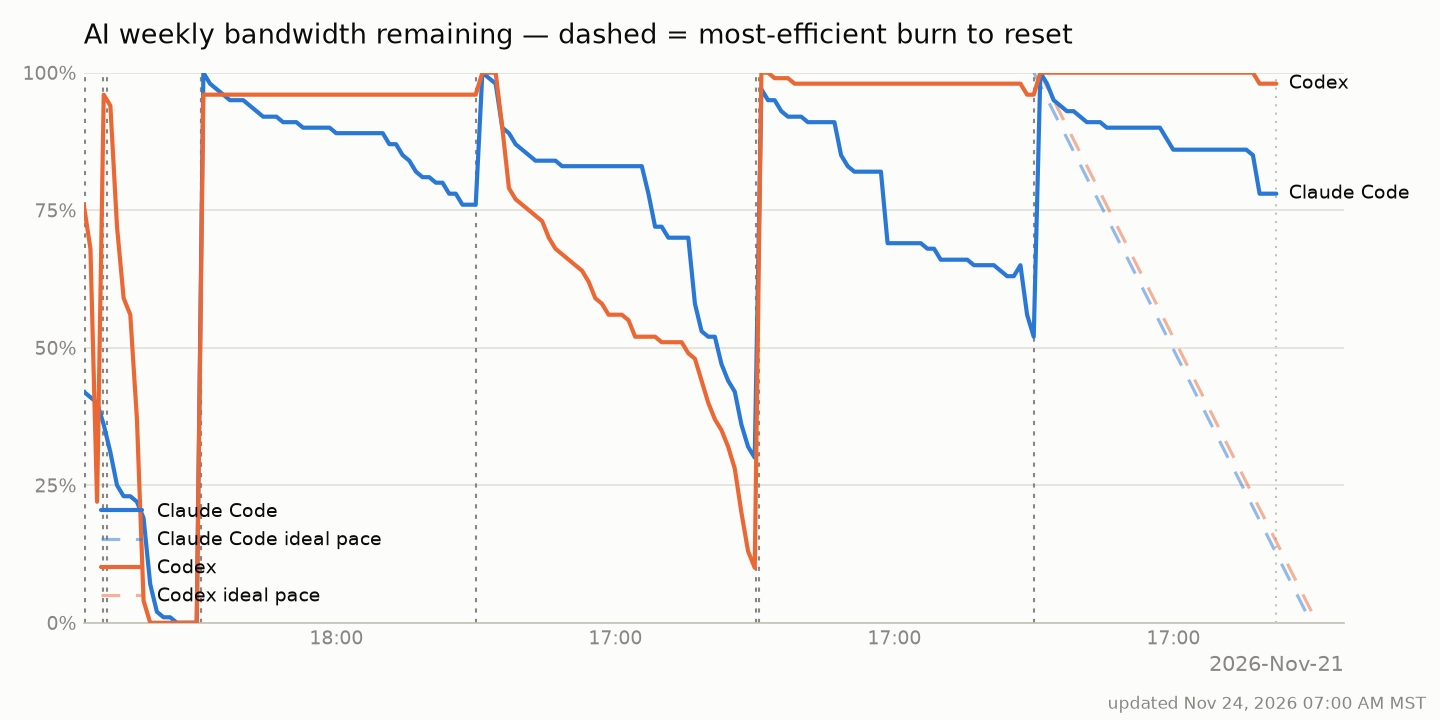 AI weekly bandwidth remaining — dashed = most-efficient burn to reset
100%
75%
50%
25%
0%
Codex
Claude Code
Claude Code
Claude Code ideal pace
Codex
Codex ideal pace
18:00 17:00 17:00 17:00
2026-Nov-21
updated Nov 24, 2026 07:00 AM MST